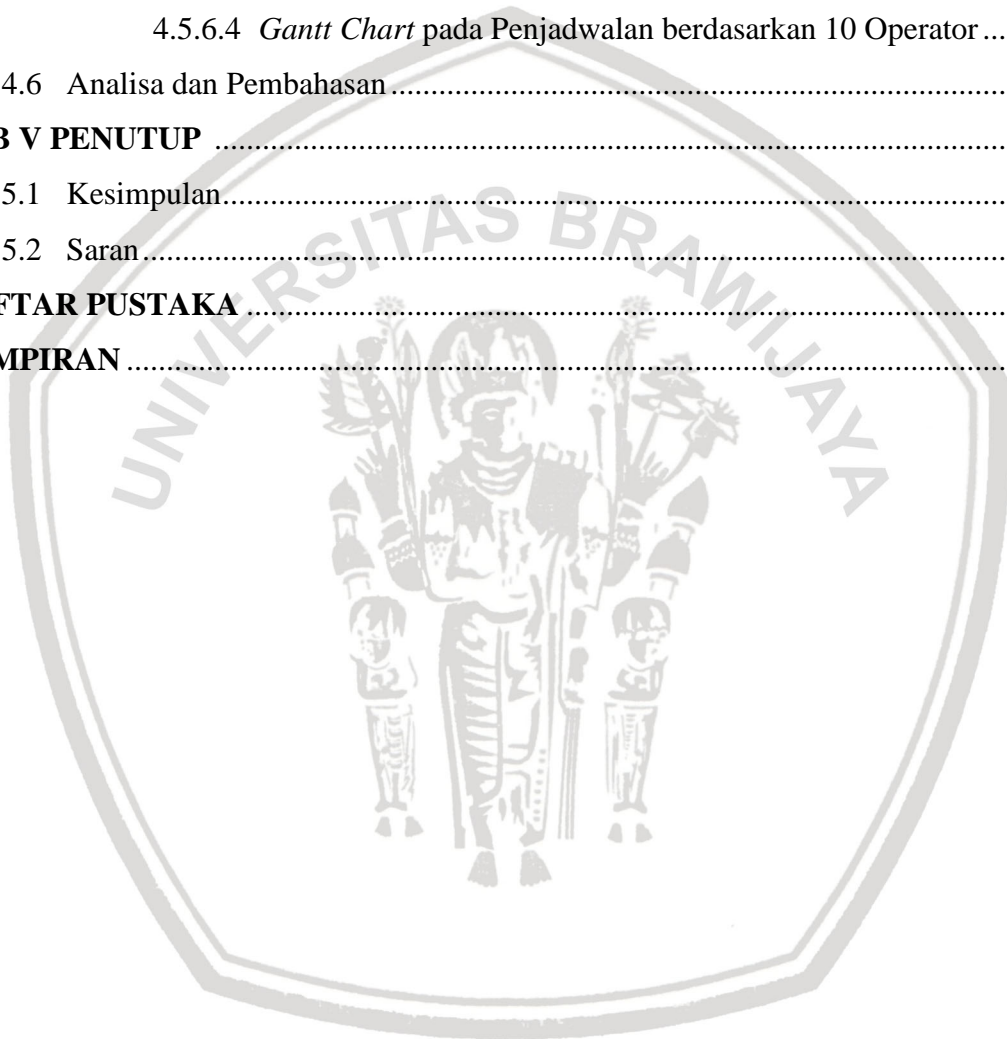 4.5.6.4 Gantt Chart pada Penjadwalan berdasarkan 10 Operator ...
4.6 Analisa dan Pembahasan ...............................................................
B V PENUTUP ...............................................................
5.1 Kesimpulan...............................................................
5.2 Saran...............................................................
FTAR PUSTAKA ...............................................................
MPIRAN ...............................................................
UNIVERSITAS BRAWIJAYA